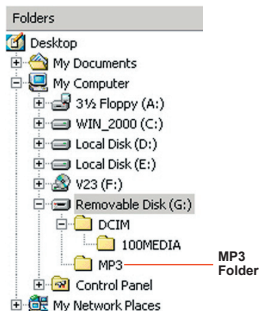 Folders
Desktop
My Documents
My Computer
3½ Floppy (A:)
WIN_2000 (C:)
Local Disk (D:)
Local Disk (E:)
V23 (F:)
Removable Disk (G:)
DCIM
100MEDIA
MP3
MP3
Folder
Control Panel
My Network Places